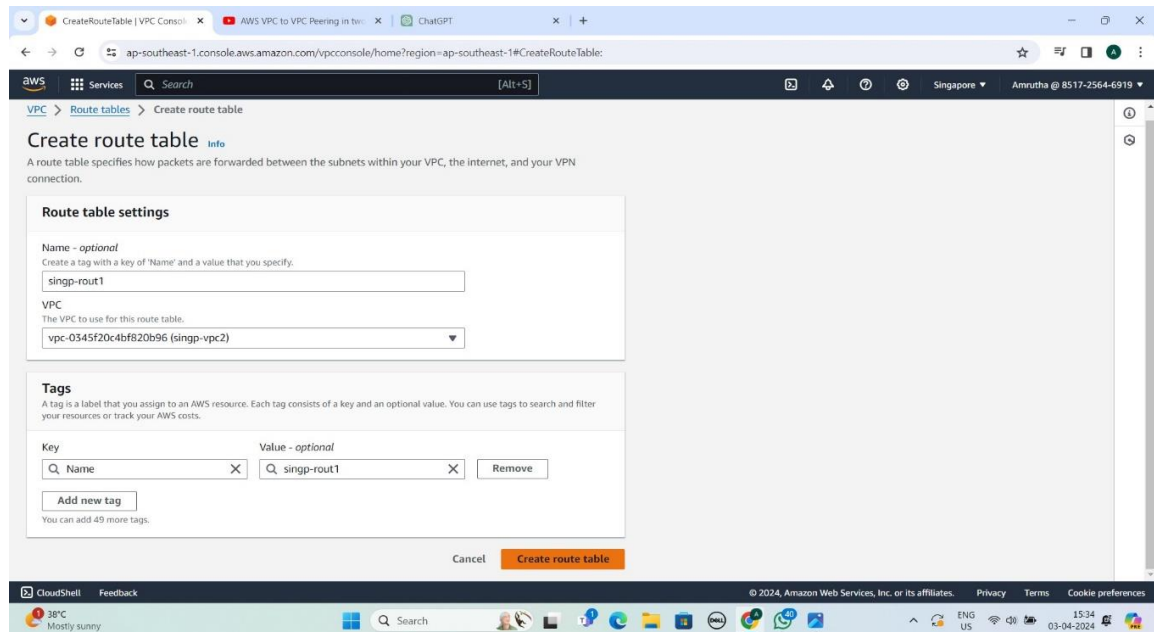 CreateRouteTable | VPC Consol
AWS VPC to VPC Peering in two
ChatGPT
ap-southeast-1.console.aws.amazon.com/vpcconsole/home?region=ap-southeast-1#CreateRouteTable:
A
aws
Services
Search
[Alt+S]
Singapore
Amrutha @ 8517-2564-6919
VPC > Route tables > Create route table
Create route table Info
A route table specifies how packets are forwarded between the subnets within your VPC, the internet, and your VPN
connection.
Route table settings
Name - optional
Create a tag with a key of 'Name' and a value that you specify.
singp-rout1
VPC
The VPC to use for this route table.
vpc-0345f20c4bf820b96 (singp-vpc2)
Tags
A tag is a label that you assign to an AWS resource. Each tag consists of a key and an optional value. You can use tags to search and filter
your resources or track your AWS costs.
Key Value - optional
Name singp-rout1 Remove
Add new tag
You can add 49 more tags.
Cancel Create route table
CloudShell Feedback © 2024, Amazon Web Services, Inc. or its affiliates. Privacy Terms Cookie preferences
1 38°C
Mostly sunny
Search
DELL
40
ENG
US
15:34
03-04-2024
PRE